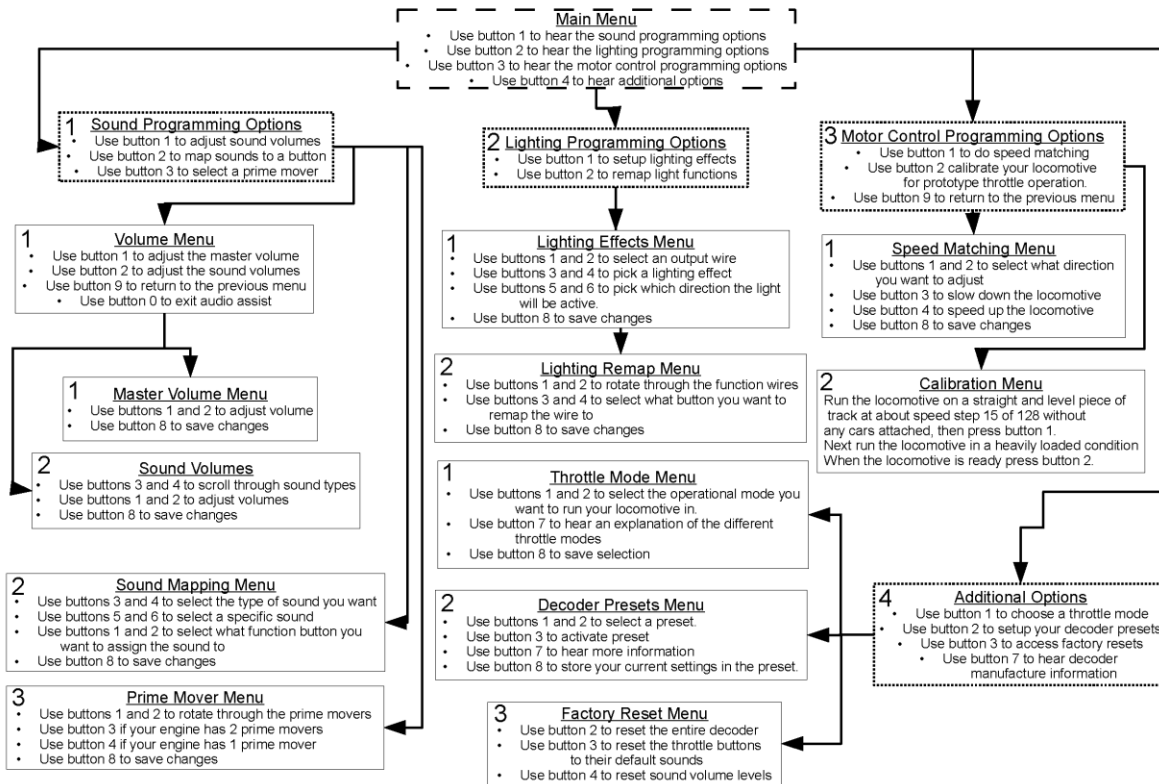 Main Menu
• Use button 1 to hear the sound programming options
• Use button 2 to hear the lighting programming options
• Use button 3 to hear the motor control programming options
• Use button 4 to hear additional options
1 Sound Programming Options
• Use button 1 to adjust sound volumes
• Use button 2 to map sounds to a button
• Use button 3 to select a prime mover
2 Lighting Programming Options
• Use button 1 to setup lighting effects
• Use button 2 to remap light functions
3 Motor Control Programming Options
• Use button 1 to do speed matching
• Use button 2 calibrate your locomotive
for prototype throttle operation.
• Use button 9 to return to the previous menu
1 Volume Menu
• Use button 1 to adjust the master volume
• Use button 2 to adjust the sound volumes
• Use button 9 to return to the previous menu
• Use button 0 to exit audio assist
1 Lighting Effects Menu
• Use buttons 1 and 2 to select an output wire
• Use buttons 3 and 4 to pick a lighting effect
• Use buttons 5 and 6 to pick which direction the light
will be active.
• Use button 8 to save changes
1 Speed Matching Menu
• Use buttons 1 and 2 to select what direction
you want to adjust
• Use button 3 to slow down the locomotive
• Use button 4 to speed up the locomotive
• Use button 8 to save changes
1 Master Volume Menu
• Use buttons 1 and 2 to adjust volume
• Use button 8 to save changes
2 Lighting Remap Menu
• Use buttons 1 and 2 to rotate through the function wires
• Use buttons 3 and 4 to select what button you want to
remap the wire to
• Use button 8 to save changes
2 Calibration Menu
Run the locomotive on a straight and level piece of
track at about speed step 15 of 128 without
any cars attached, then press button 1.
Next run the locomotive in a heavily loaded condition
When the locomotive is ready press button 2.
2 Sound Volumes
• Use buttons 3 and 4 to scroll through sound types
• Use buttons 1 and 2 to adjust volumes
• Use button 8 to save changes
1 Throttle Mode Menu
• Use buttons 1 and 2 to select the operational mode you
want to run your locomotive in.
• Use button 7 to hear an explanation of the different
throttle modes
• Use button 8 to save selection
2 Sound Mapping Menu
• Use buttons 3 and 4 to select the type of sound you want
• Use buttons 5 and 6 to select a specific sound
• Use buttons 1 and 2 to select what function button you
want to assign the sound to
• Use button 8 to save changes
2 Decoder Presets Menu
• Use buttons 1 and 2 to select a preset.
• Use button 3 to activate preset
• Use button 7 to hear more information
• Use button 8 to store your current settings in the preset.
4 Additional Options
• Use button 1 to choose a throttle mode
• Use button 2 to setup your decoder presets
• Use button 3 to access factory resets
• Use button 7 to hear decoder
manufacture information
3 Prime Mover Menu
• Use buttons 1 and 2 to rotate through the prime movers
• Use button 3 if your engine has 2 prime movers
• Use button 4 if your engine has 1 prime mover
• Use button 8 to save changes
3 Factory Reset Menu
• Use button 2 to reset the entire decoder
• Use button 3 to reset the throttle buttons
to their default sounds
• Use button 4 to reset sound volume levels